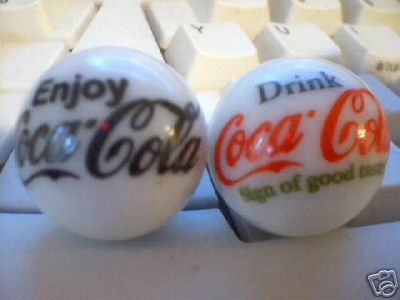 Enjoy
Coca-Cola
Drink
Coca-Cola
Sign of good taste
Y
U